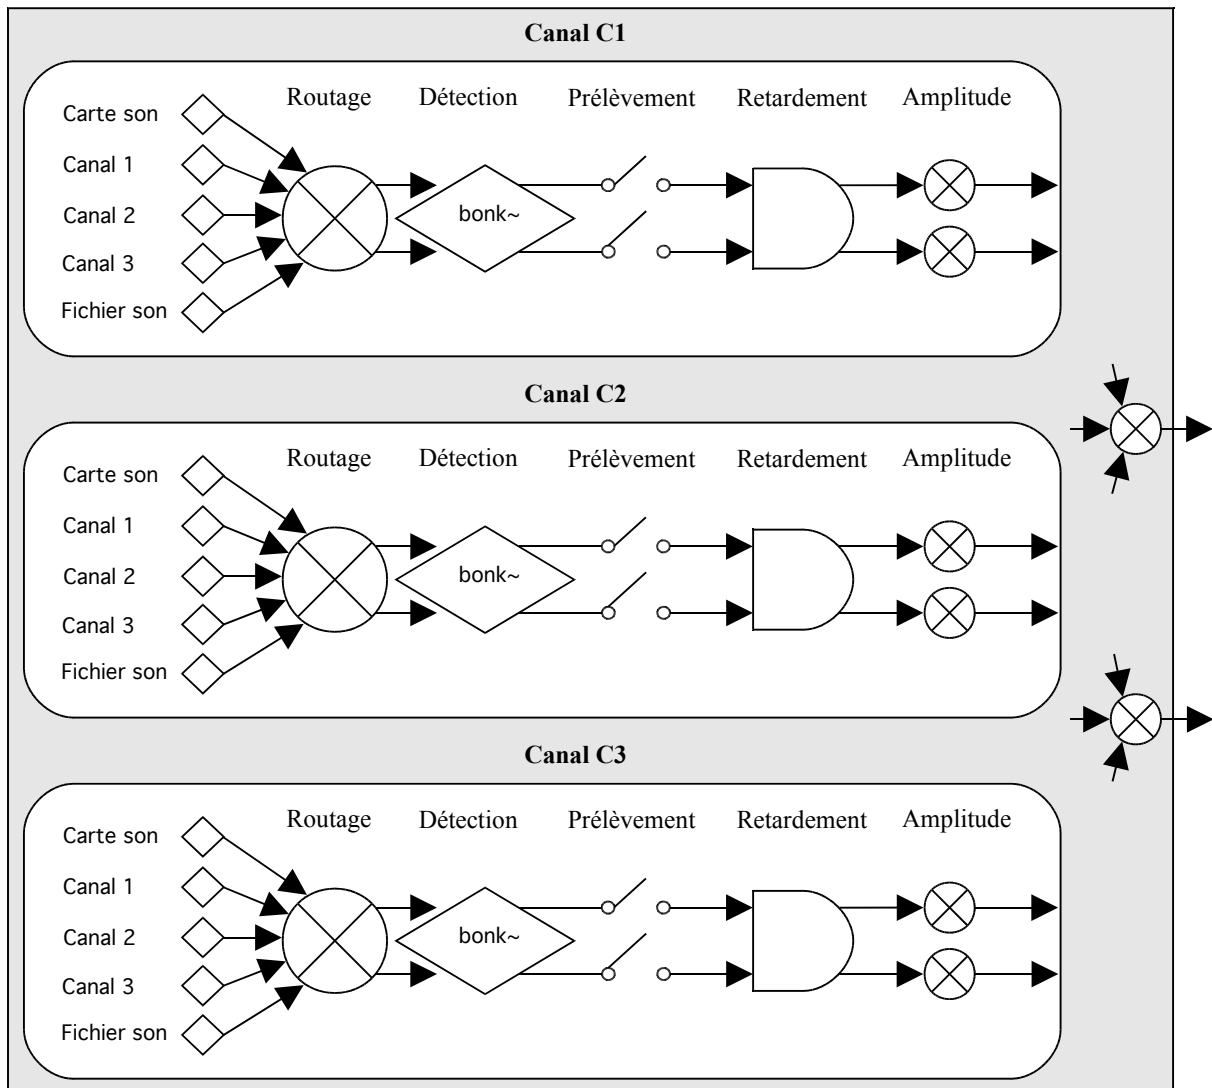 Canal C1
Routage Détection Prélèvement Retardement Amplitude
Carte son
Canal 1
Canal 2
bonk~
Canal 3
Fichier son
Canal C2
Routage Détection Prélèvement Retardement Amplitude
Carte son
Canal 1
Canal 2
bonk~
Canal 3
Fichier son
Canal C3
Routage Détection Prélèvement Retardement Amplitude
Carte son
Canal 1
Canal 2
bonk~
Canal 3
Fichier son